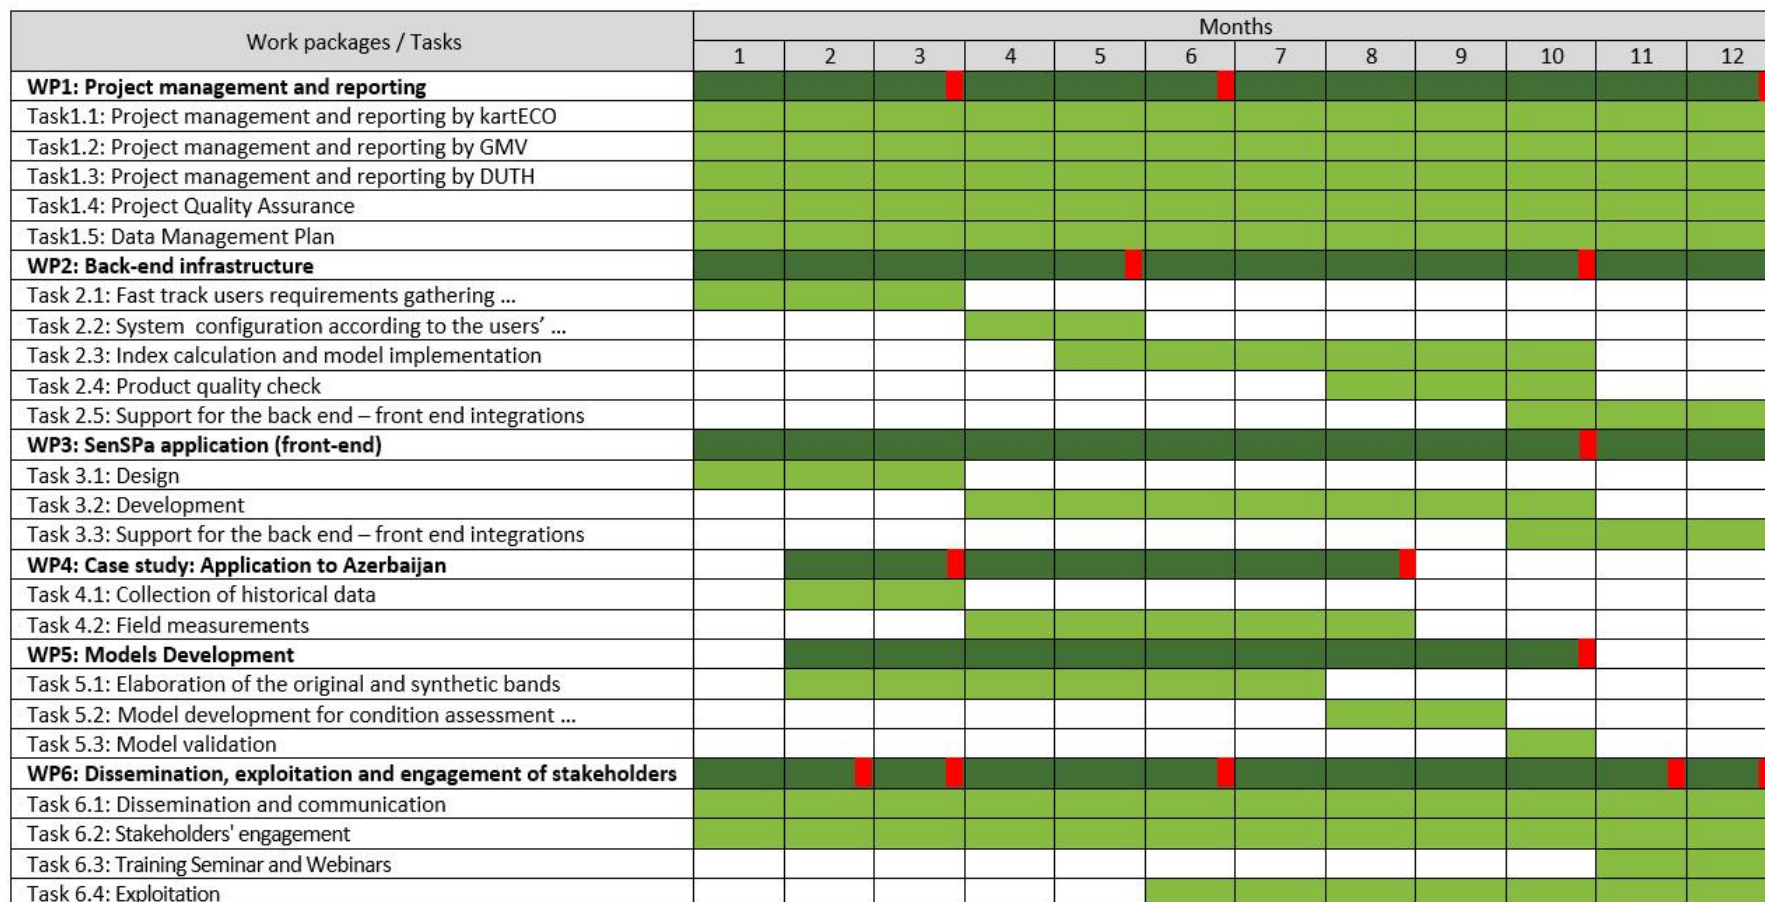 Work packages / Tasks
Months
1 2 3 4 5 6 7 8 9 10 11 12
WP1: Project management and reporting
Task1.1: Project management and reporting by kartECO
Task1.2: Project management and reporting by GMV
Task1.3: Project management and reporting by DUTH
Task1.4: Project Quality Assurance
Task1.5: Data Management Plan
WP2: Back-end infrastructure
Task 2.1: Fast track users requirements gathering ...
Task 2.2: System  configuration according to the users’ ...
Task 2.3: Index calculation and model implementation
Task 2.4: Product quality check
Task 2.5: Support for the back end – front end integrations
WP3: SenSPa application (front-end)
Task 3.1: Design
Task 3.2: Development
Task 3.3: Support for the back end – front end integrations
WP4: Case study: Application to Azerbaijan
Task 4.1: Collection of historical data
Task 4.2: Field measurements
WP5: Models Development
Task 5.1: Elaboration of the original and synthetic bands
Task 5.2: Model development for condition assessment ...
Task 5.3: Model validation
WP6: Dissemination, exploitation and engagement of stakeholders
Task 6.1: Dissemination and communication
Task 6.2: Stakeholders' engagement
Task 6.3: Training Seminar and Webinars
Task 6.4: Exploitation